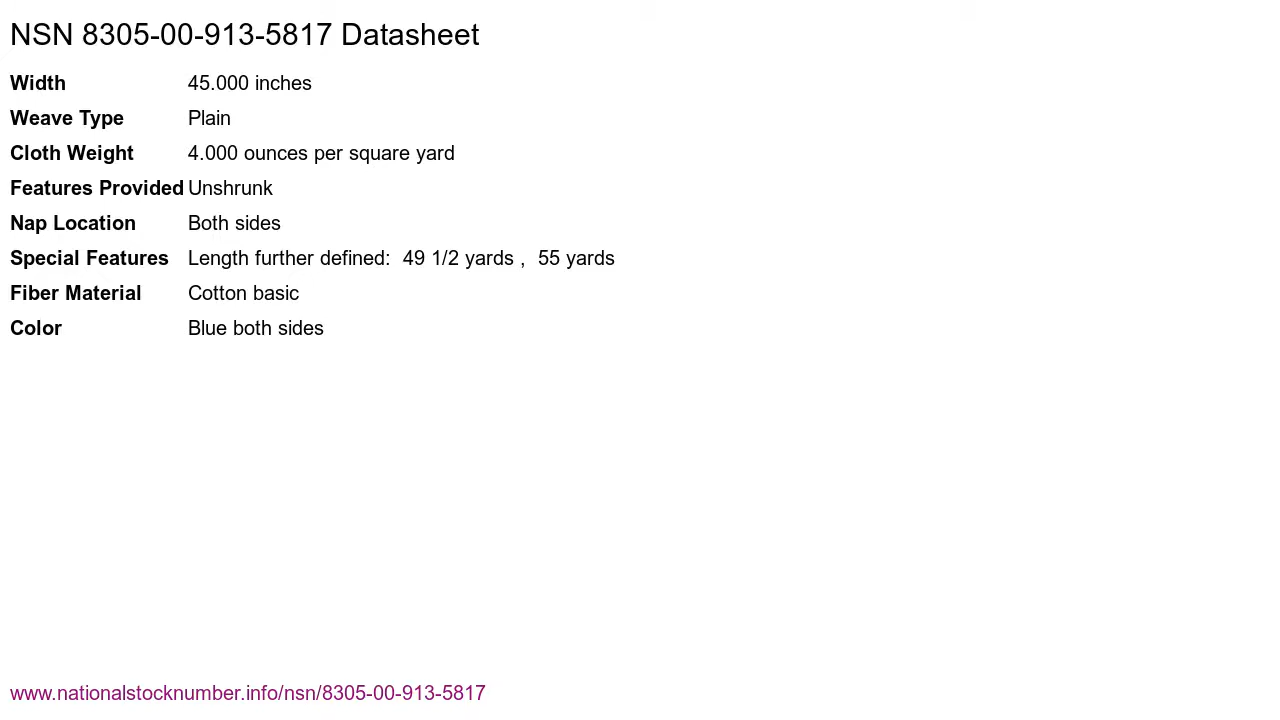 NSN 8305-00-913-5817 Datasheet
Width 45.000 inches
Weave Type Plain
Cloth Weight 4.000 ounces per square yard
Features Provided Unshrunk
Nap Location Both sides
Special Features Length further defined:  49 1/2 yards ,  55 yards
Fiber Material Cotton basic
Color Blue both sides
www.nationalstocknumber.info/nsn/8305-00-913-5817